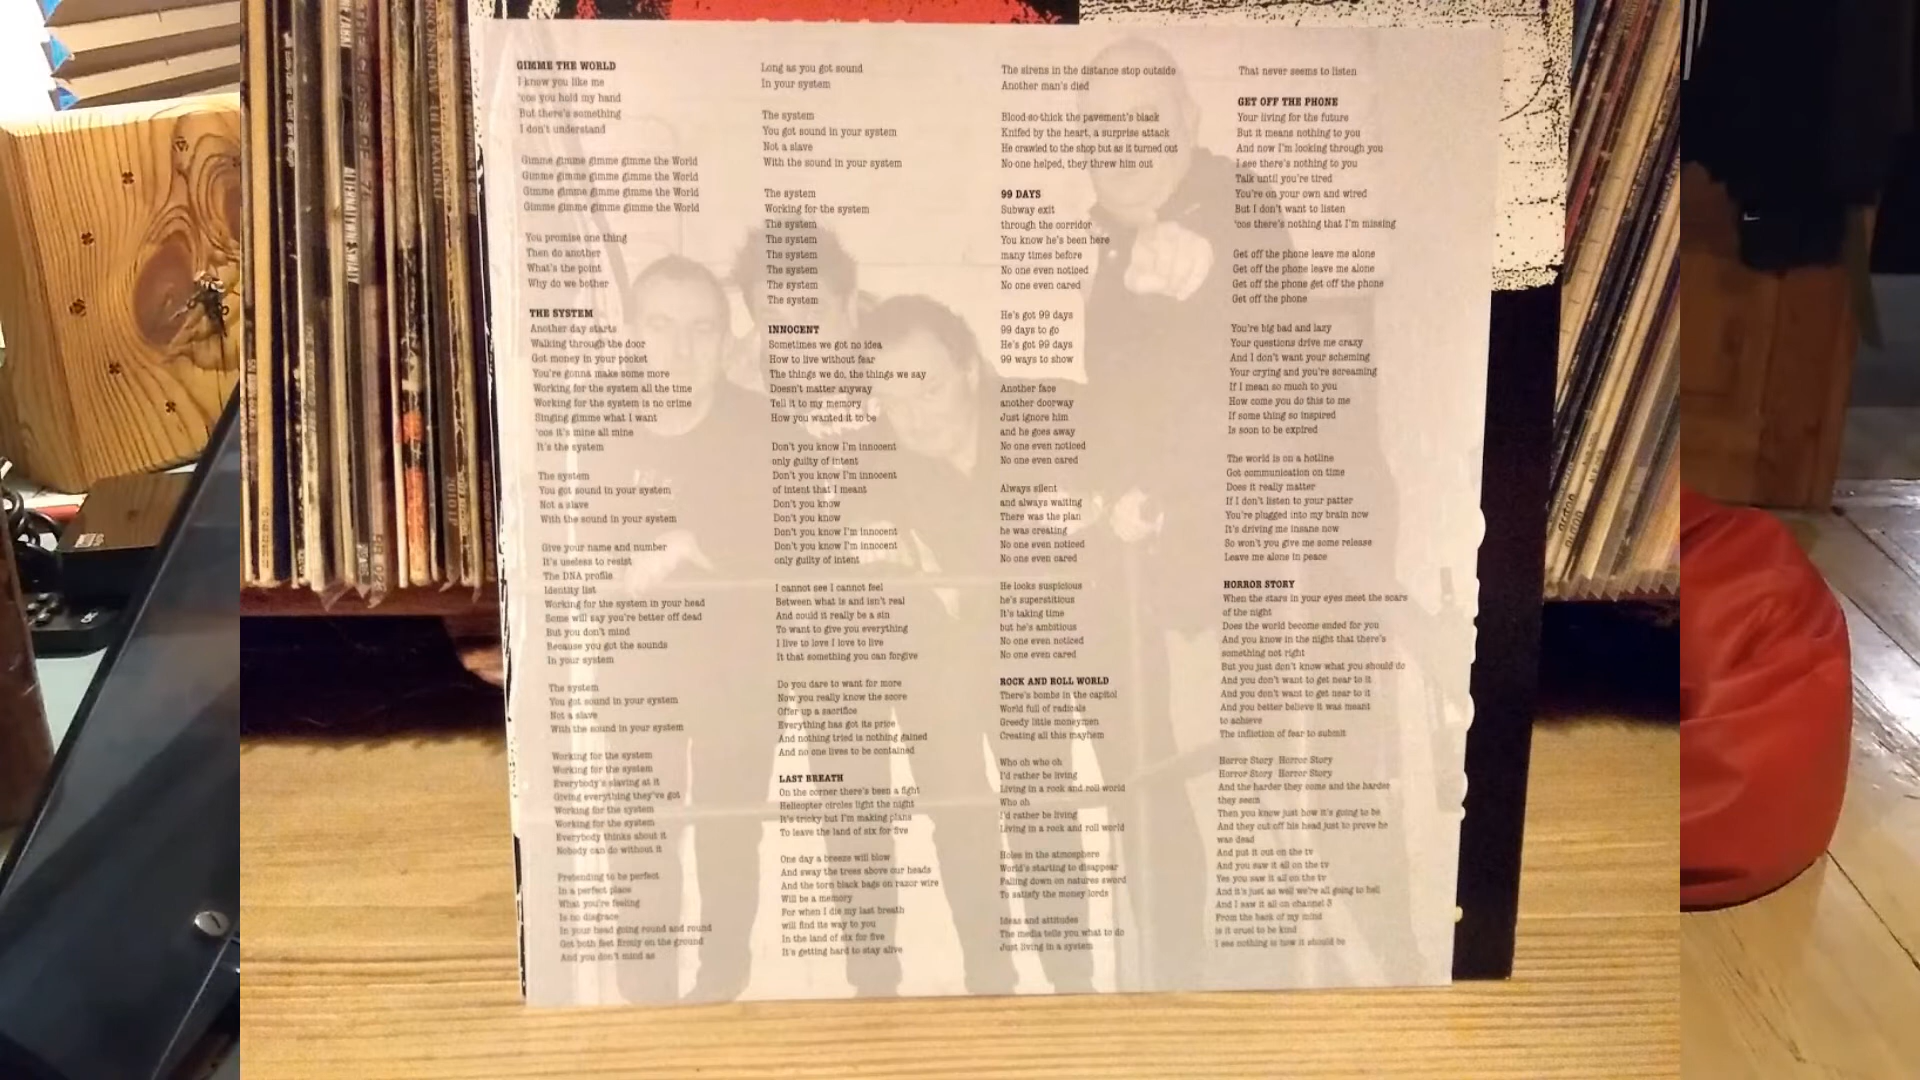 GIMME THE WORLD
I know you like me
'cos you hold my hand
But there's something
I don't understand
Gimme gimme gimme gimme the World
Gimme gimme gimme gimme the World
Gimme gimme gimme gimme the World
Gimme gimme gimme gimme the World
You promise one thing
Then do another
What's the point
Why do we bother
THE SYSTEM
Another day starts
Walking through the door
Got money in your pocket
You're gonna make some more
Working for the system all the time
Working for the system is no crime
Singing gimme what I want
'cos it's mine all mine
It's the system
The system
You got sound in your system
Not a slave
With the sound in your system
Give your name and number
It's useless to resist
The DNA profile
Identity list
Working for the system in your head
Some will say you're better off dead
But you don't mind
Because you got the sounds
In your system
The system
You got sound in your system
Not a slave
With the sound in your system
Working for the system
Working for the system
Everybody's slaving at it
Giving everything they've got
Working for the system
Working for the system
Everybody thinks about it
Nobody can do without it
Pretending to be perfect
In a perfect place
What you're feeling
Is no disgrace
In your head going round and round
Got both feet firmly on the ground
And you don't mind as
Long as you got sound
In your system
The system
You got sound in your system
Not a slave
With the sound in your system
The system
Working for the system
The system
The system
The system
The system
The system
The system
INNOCENT
Sometimes we got no idea
How to live without fear
The things we do, the things we say
Doesn't matter anyway
Tell it to my memory
How you wanted it to be
Don't you know I'm innocent
only guilty of intent
Don't you know I'm innocent
of intent that I meant
Don't you know
Don't you know
Don't you know I'm innocent
Don't you know I'm innocent
only guilty of intent
I cannot see I cannot feel
Between what is and isn't real
And could it really be a sin
To want to give you everything
I live to love I love to live
It that something you can forgive
Do you dare to want for more
Now you really know the score
Offer up a sacrifice
Everything has got its price
And nothing tried is nothing gained
And no one lives to be contained
LAST BREATH
On the corner there's been a fight
Helicopter circles light the night
It's tricky but I'm making plans
To leave the land of six for five
One day a breeze will blow
And sway the trees above our heads
And the torn black bags on razor wire
Will be a memory
For when I die my last breath
will find its way to you
In the land of six for five
It's getting hard to stay alive
The sirens in the distance stop outside
Another man's died
Blood so thick the pavement's black
Knifed by the heart, a surprise attack
He crawled to the shop but as it turned out
No one helped, they threw him out
99 DAYS
Subway exit
through the corridor
You know he's been here
many times before
No one even noticed
No one even cared
He's got 99 days
99 days to go
He's got 99 days
99 ways to show
Another face
another doorway
Just ignore him
and he goes away
No one even noticed
No one even cared
Always silent
and always waiting
There was the plan
he was creating
No one even noticed
No one even cared
He looks suspicious
he's superstitious
It's taking time
but he's ambitious
No one even noticed
No one even cared
ROCK AND ROLL WORLD
There's bombs in the capitol
World full of radicals
Greedy little moneymen
Creating all this mayhem
Who oh who oh
I'd rather be living
Living in a rock and roll world
Who oh
I'd rather be living
Living in a rock and roll world
Holes in the atmosphere
World's starting to disappear
Falling down on natures sword
To satisfy the money lords
Ideas and attitudes
The media tells you what to do
Just living in a system
That never seems to listen
GET OFF THE PHONE
Your living for the future
But it means nothing to you
And now I'm looking through you
I see there's nothing to you
Talk until you're tired
You're on your own and wired
But I don't want to listen
'cos there's nothing that I'm missing
Get off the phone leave me alone
Get off the phone leave me alone
Get off the phone get off the phone
Get off the phone
You're big bad and lazy
Your questions drive me crazy
And I don't want your scheming
Your crying and you're screaming
If I mean so much to you
How come you do this to me
If some thing so inspired
Is soon to be expired
The world is on a hotline
Got communication on time
Does it really matter
If I don't listen to your patter
You're plugged into my brain now
It's driving me insane now
So won't you give me some release
Leave me alone in peace
HORROR STORY
When the stars in your eyes meet the scars
of the night
Does the world become ended for you
And you know in the night that there's
something not right
But you just don't know what you should do
And you don't want to get near to it
And you don't want to get near to it
And you better believe it was meant
to achieve
The infliction of fear to submit
Horror Story Horror Story
Horror Story Horror Story
And the harder they come and the harder
they seem
Then you know just how it's going to be
And they cut off his head just to prove he
was dead
And put it out on the tv
And you saw it all on the tv
Yes you saw it all on the tv
And it's just as well we're all going to hell
And I saw it all on channel 3
From the back of my mind
is it cruel to be kind
I see nothing is how it should be